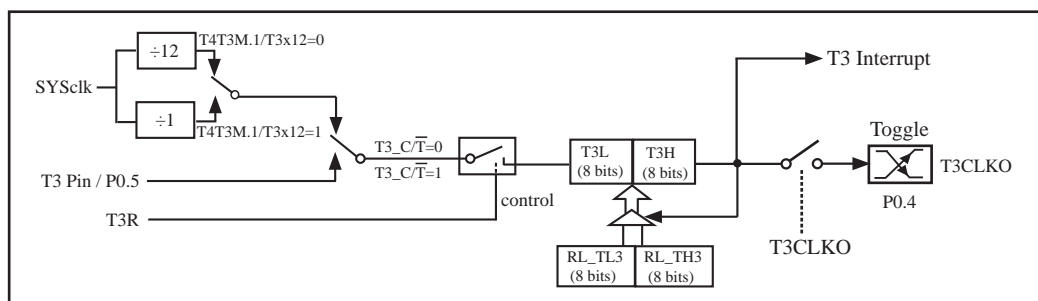 T4T3M.1/T3x12=0
÷12
SYSclk
÷1
T4T3M.1/T3x12=1
T3 Pin / P0.5
T3R
T3_C/T̅=0
T3_C/T̅=1
control
T3L
(8 bits)
T3H
(8 bits)
RL_TL3
(8 bits)
RL_TH3
(8 bits)
T3 Interrupt
Toggle
T3CLKO
P0.4
T3CLKO